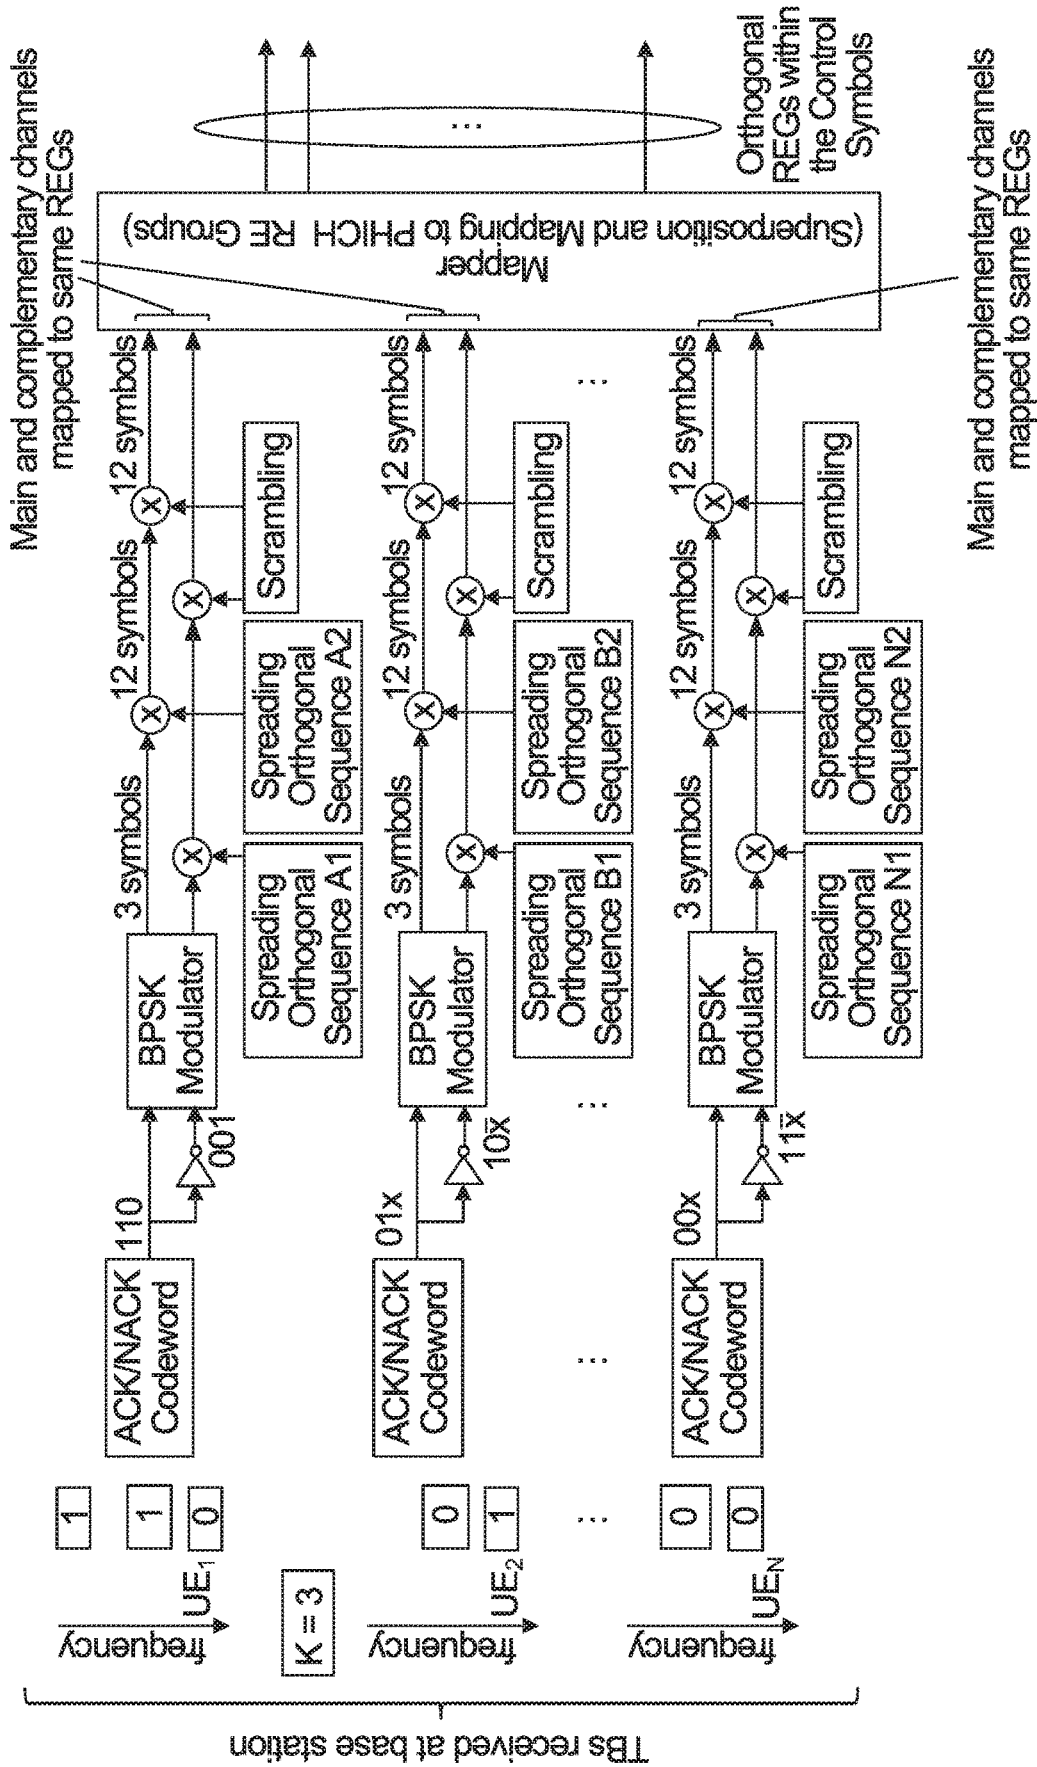 TBs received at base station
frequency
UE1
1
1
0
K = 3
frequency
UE2
0
1
...
frequency
UEN
0
0
ACK/NACK
Codeword
110
001
ACK/NACK
Codeword
01x
10x̄
...
ACK/NACK
Codeword
00x
11x̄
BPSK
Modulator
3 symbols
X
12 symbols
X
12 symbols
X
X
Spreading
Orthogonal
Sequence A1
Spreading
Orthogonal
Sequence A2
Scrambling
BPSK
Modulator
3 symbols
X
12 symbols
X
12 symbols
X
X
Spreading
Orthogonal
Sequence B1
Spreading
Orthogonal
Sequence B2
Scrambling
...
...
BPSK
Modulator
3 symbols
X
12 symbols
X
12 symbols
X
X
Spreading
Orthogonal
Sequence N1
Spreading
Orthogonal
Sequence N2
Scrambling
Main and complementary channels
mapped to same REGs
Mapper
(Superposition and Mapping to PHICH RE Groups)
...
Orthogonal
REGs within
the Control
Symbols
Main and complementary channels
mapped to same REGs